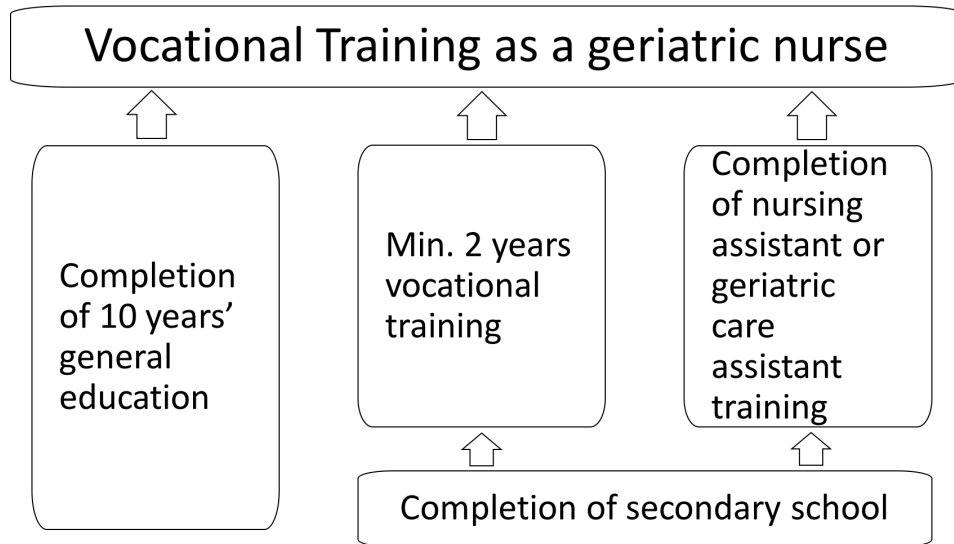 Vocational Training as a geriatric nurse
Completion
of 10 years’
general
education
Min. 2 years
vocational
training
Completion
of nursing
assistant or
geriatric
care
assistant
training
Completion of secondary school